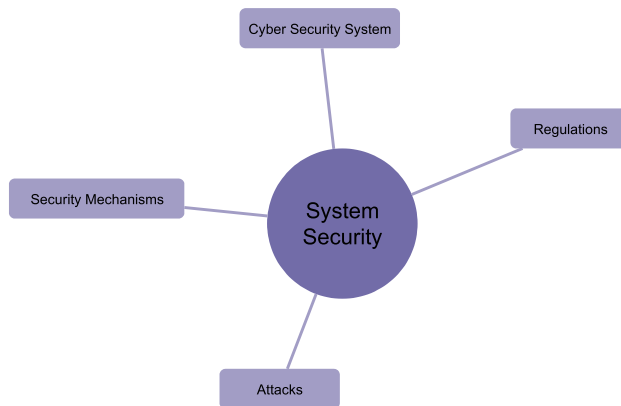 Cyber Security System
Regulations
Security Mechanisms
System
Security
Attacks